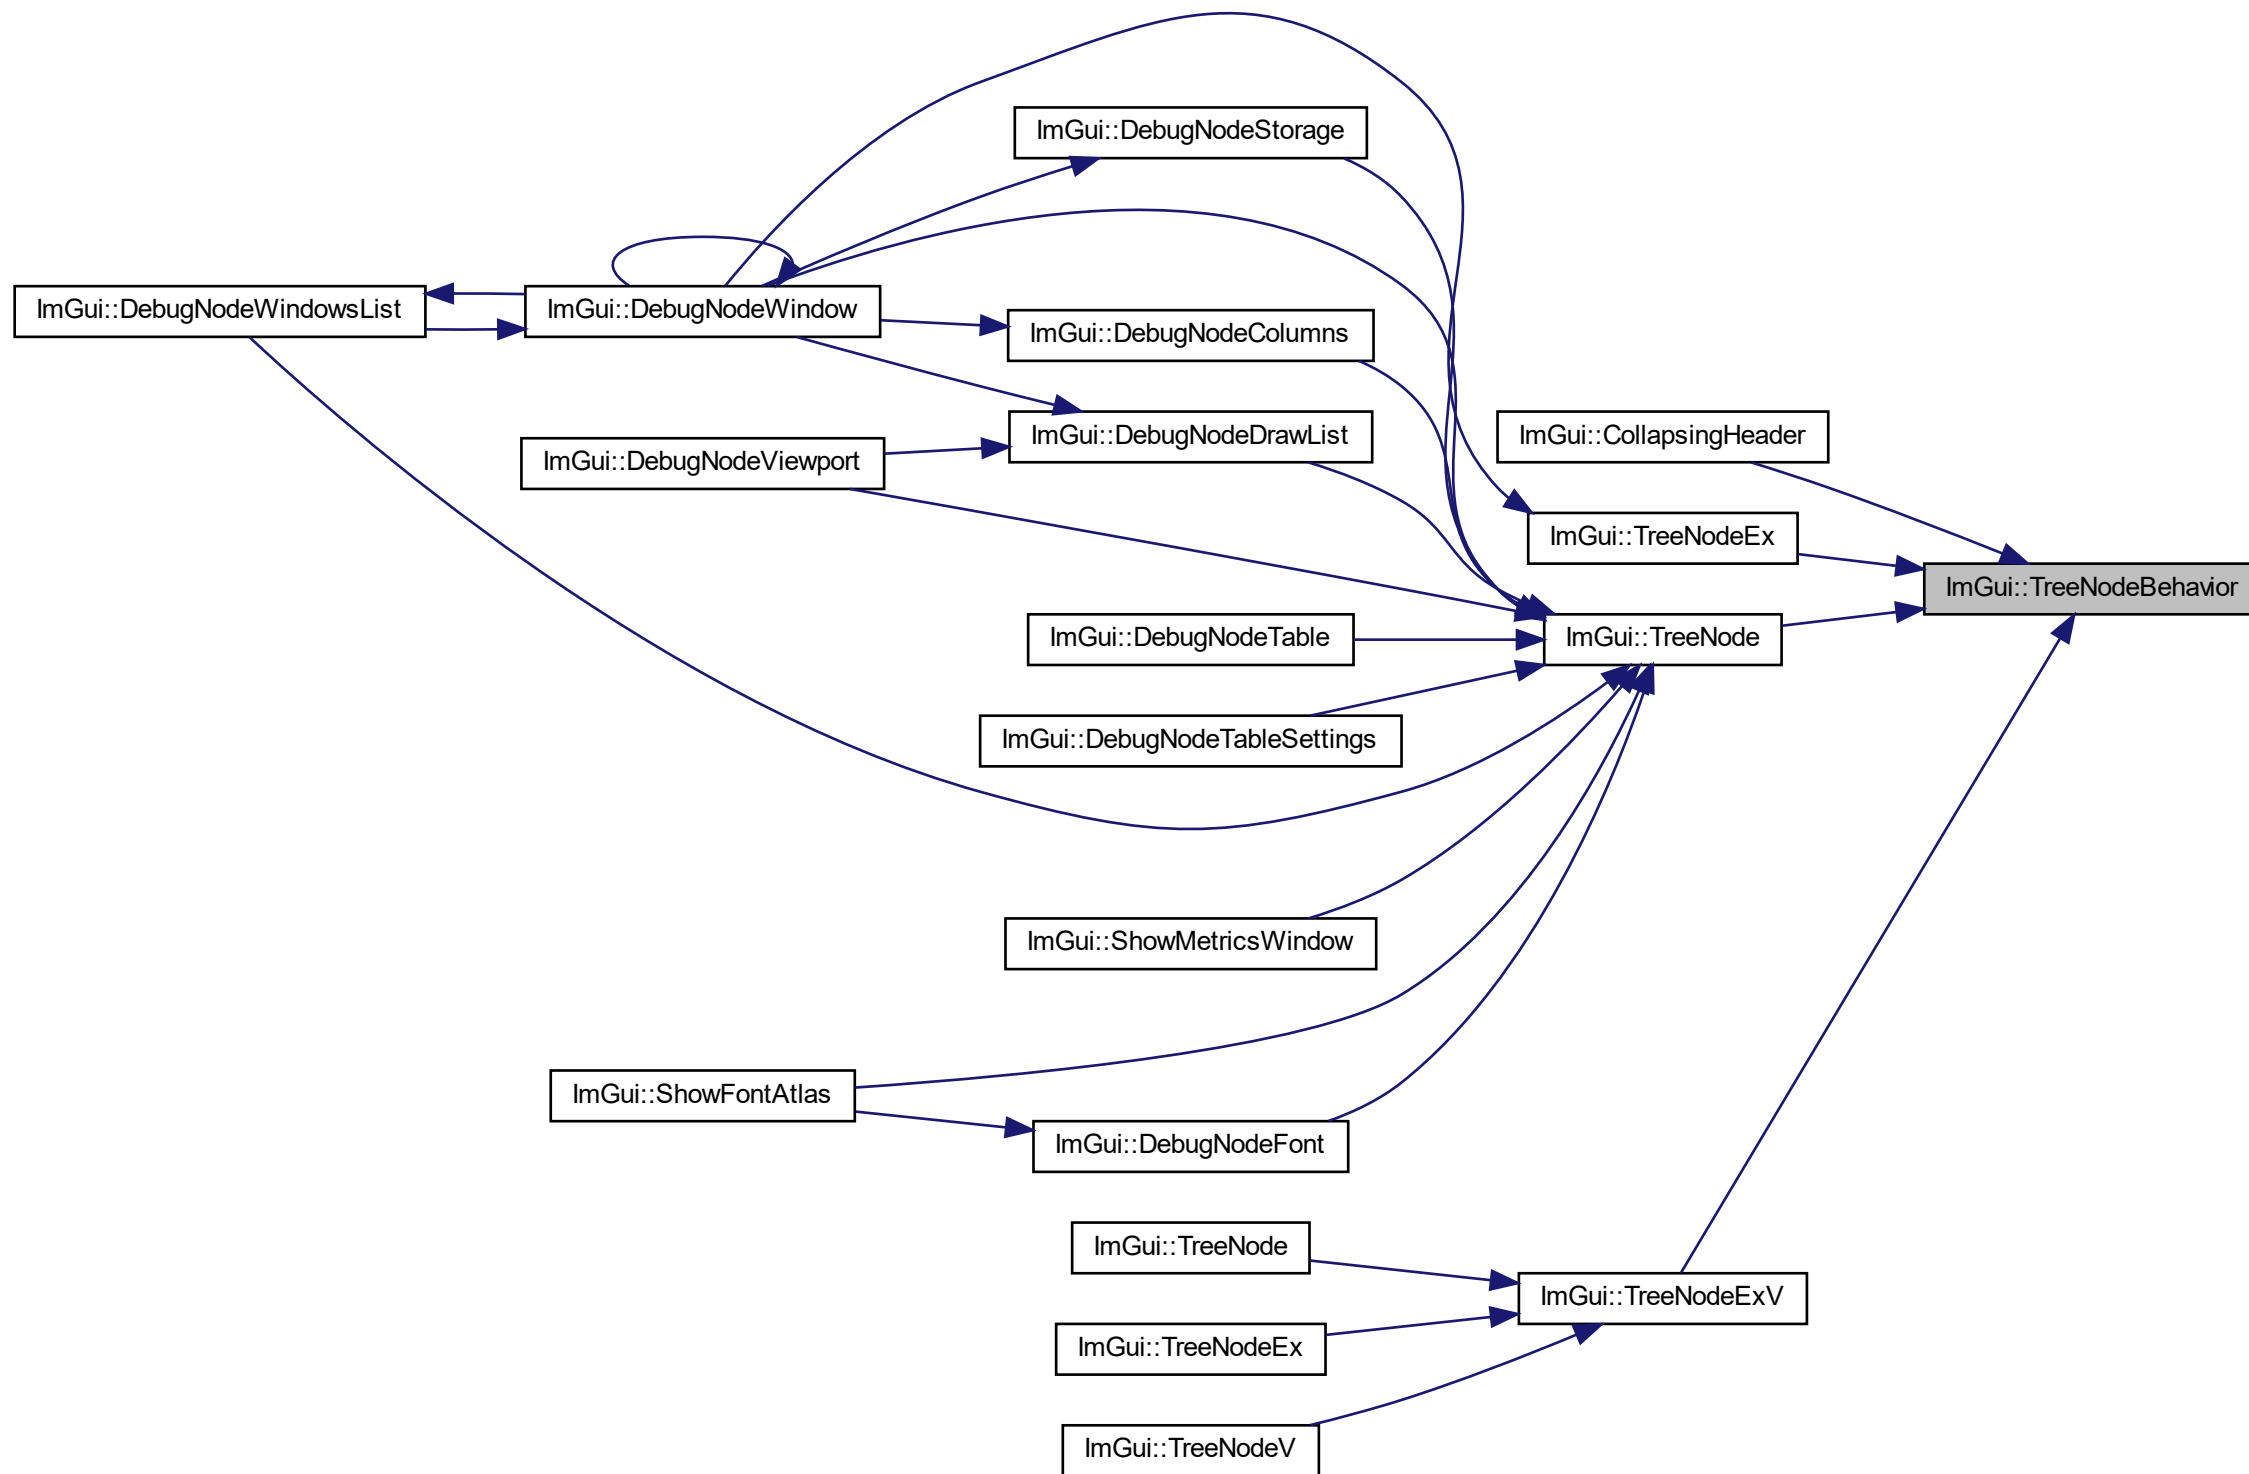 ImGui::DebugNodeStorage
ImGui::DebugNodeWindowsList
ImGui::DebugNodeWindow
ImGui::DebugNodeColumns
ImGui::DebugNodeDrawList
ImGui::CollapsingHeader
ImGui::DebugNodeViewport
ImGui::TreeNodeEx
ImGui::TreeNodeBehavior
ImGui::DebugNodeTable
ImGui::TreeNode
ImGui::DebugNodeTableSettings
ImGui::ShowMetricsWindow
ImGui::ShowFontAtlas
ImGui::DebugNodeFont
ImGui::TreeNode
ImGui::TreeNodeExV
ImGui::TreeNodeEx
ImGui::TreeNodeV